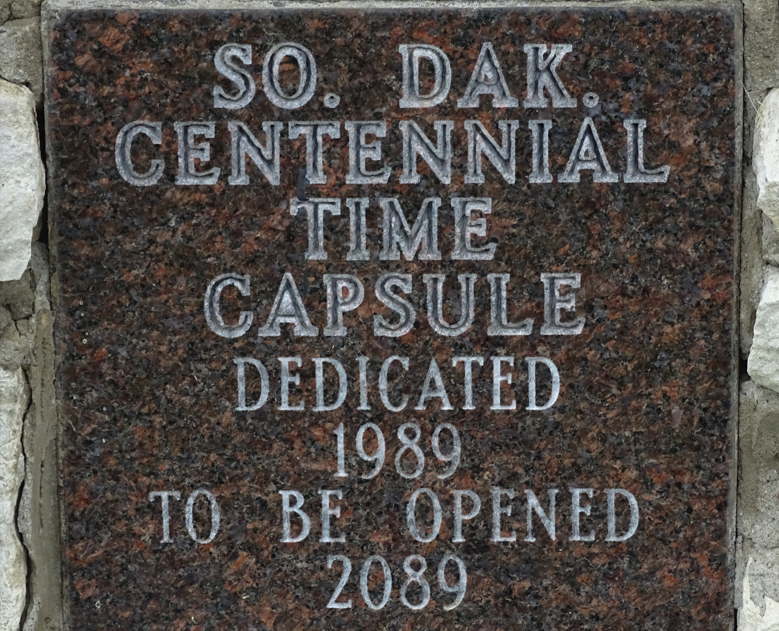 SO. DAK.
CENTENNIAL
TIME
CAPSULE
DEDICATED
1989
TO BE OPENED
2089